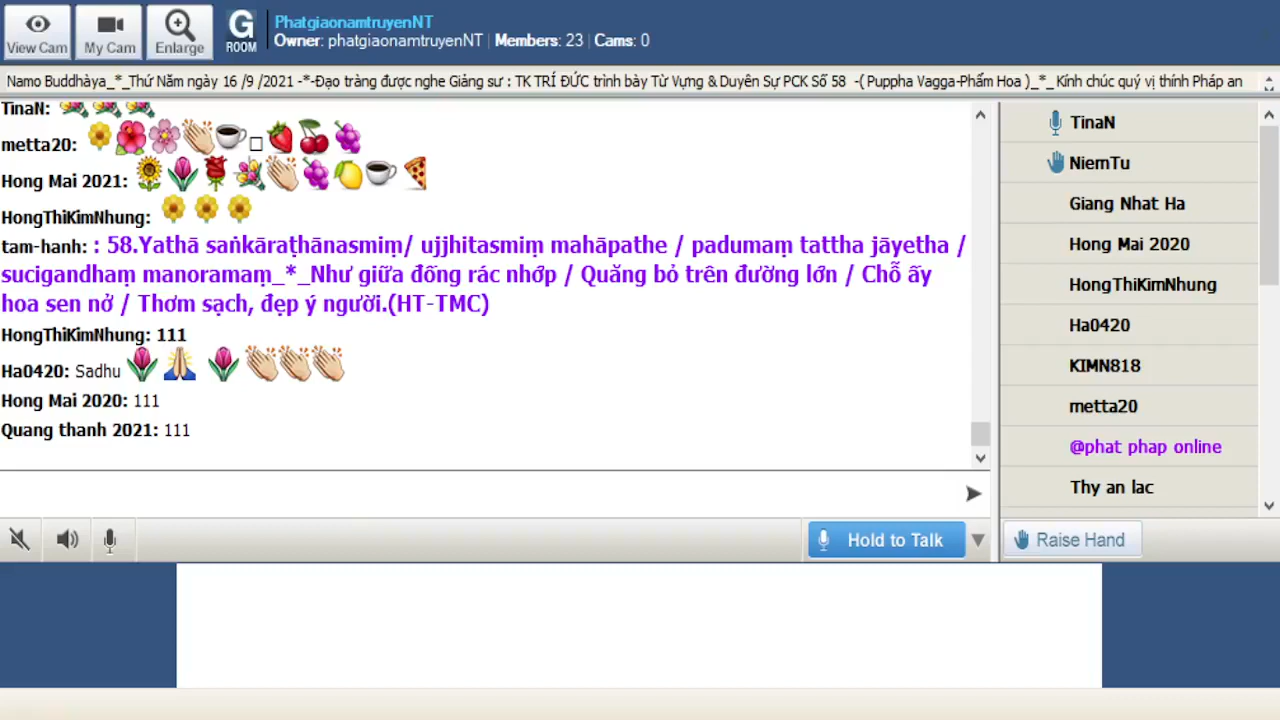 View Cam
My Cam
Enlarge
G
ROOM
PhatgiaonamtruyenNT
Owner: phatgiaonamtruyenNT | Members: 23 | Cams: 0
Namo Buddhàya_*_Thứ Năm ngày 16 /9 /2021 -*-Đạo tràng được nghe Giảng sư : TK TRÍ ĐỨC trình bày Từ Vựng & Duyên Sự PCK Số 58 -( Puppha Vagga-Phẩm Hoa )_*_ Kính chúc quý vị thính Pháp an
TinaN:
metta20:
Hong Mai 2021:
HongThiKimNhung:
tam-hanh: : 58.Yathā saṅkāraṭhānasmiṃ/ ujjhitasmiṃ mahāpathe / padumaṃ tattha jāyetha /
sucigandhaṃ manoramaṃ_*_Như giữa đống rác nhớp / Quăng bỏ trên đường lớn / Chỗ ấy
hoa sen nở / Thơm sạch, đẹp ý người.(HT-TMC)
HongThiKimNhung: 111
Ha0420: Sadhu
Hong Mai 2020: 111
Quang thanh 2021: 111
Hold to Talk
TinaN
NiemTu
Giang Nhat Ha
Hong Mai 2020
HongThiKimNhung
Ha0420
KIMN818
metta20
@phat phap online
Thy an lac
Raise Hand